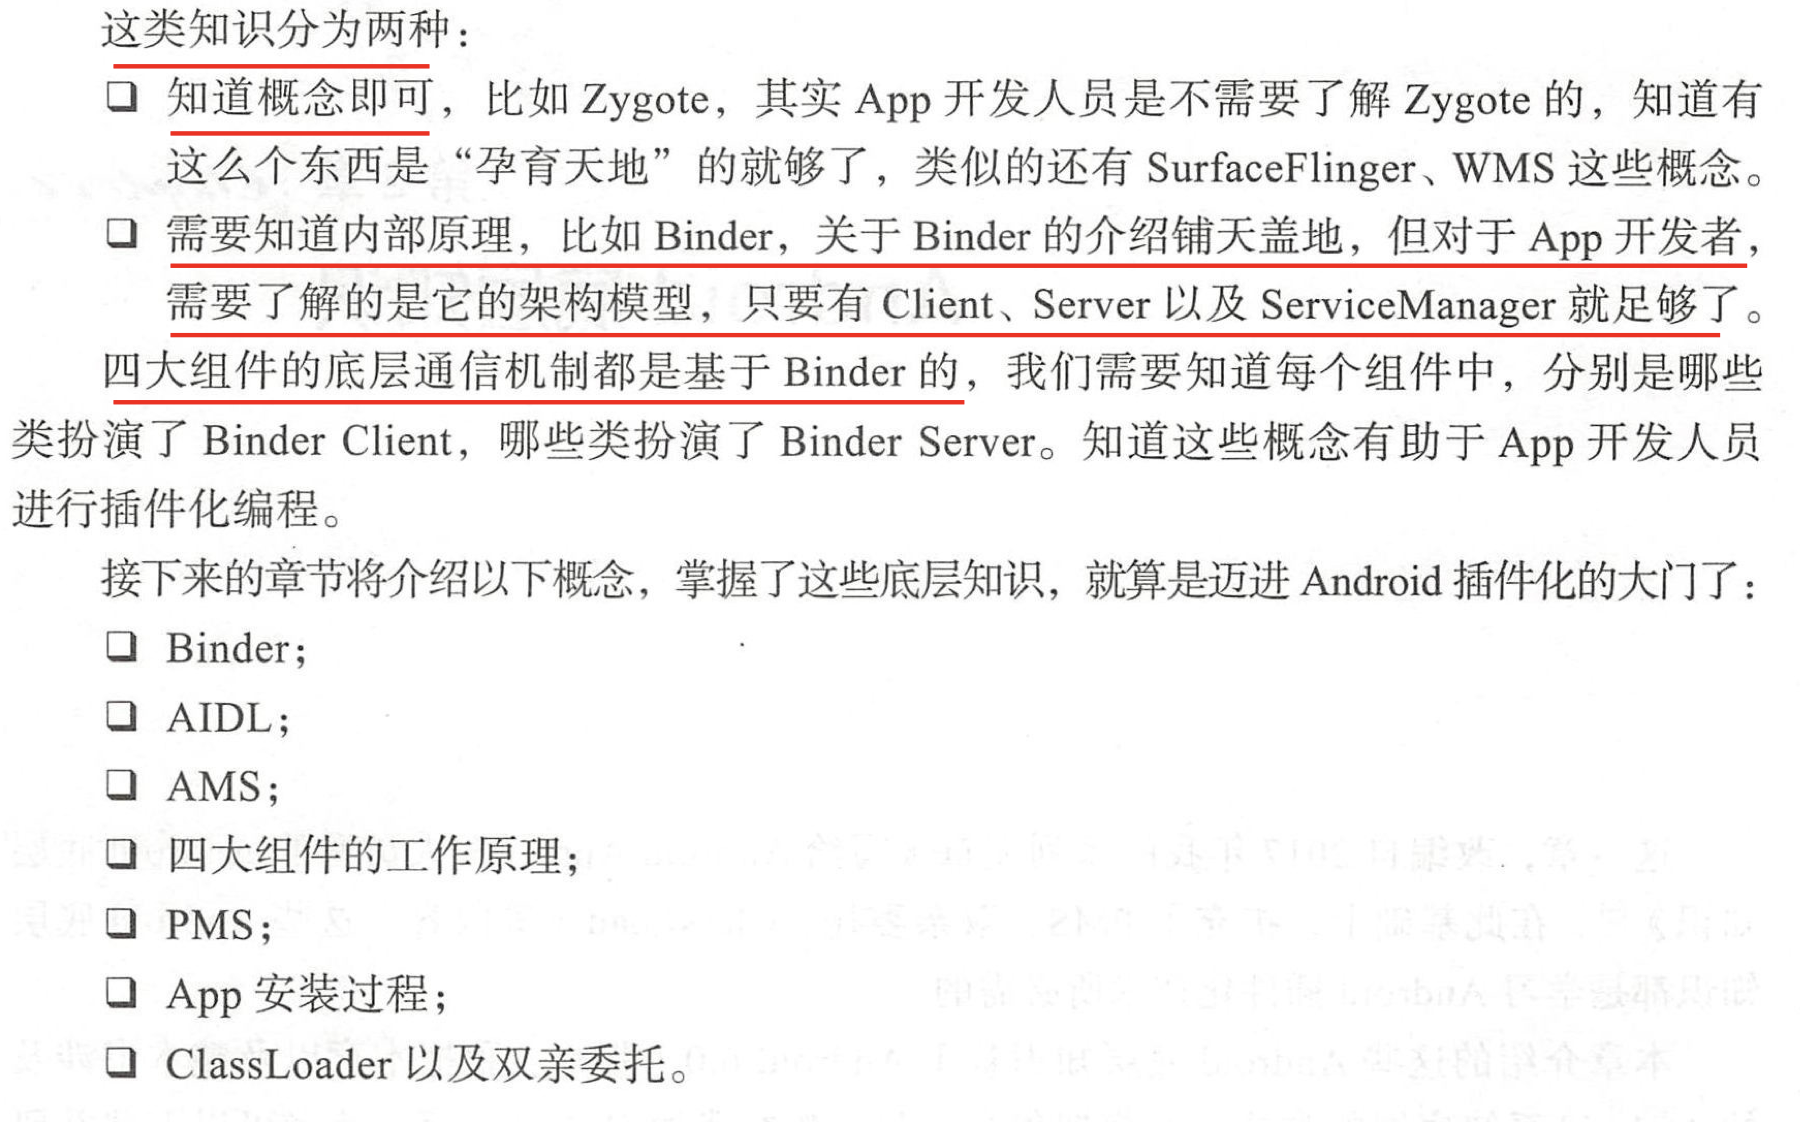 这类知识分为两种：
❑ 知道概念即可，比如 Zygote，其实 App 开发人员是不需要了解 Zygote 的，知道有
这么个东西是“孕育天地”的就够了，类似的还有 SurfaceFlinger、WMS 这些概念。
❑ 需要知道内部原理，比如 Binder，关于 Binder 的介绍铺天盖地，但对于 App 开发者，
需要了解的是它的架构模型，只要有 Client、Server 以及 ServiceManager 就足够了。
四大组件的底层通信机制都是基于 Binder 的，我们需要知道每个组件中，分别是哪些
类扮演了 Binder Client，哪些类扮演了 Binder Server。知道这些概念有助于 App 开发人员
进行插件化编程。
接下来的章节将介绍以下概念，掌握了这些底层知识，就算是迈进 Android 插件化的大门了：
❑ Binder；
❑ AIDL；
❑ AMS；
❑ 四大组件的工作原理；
❑ PMS；
❑ App 安装过程；
❑ ClassLoader 以及双亲委托。